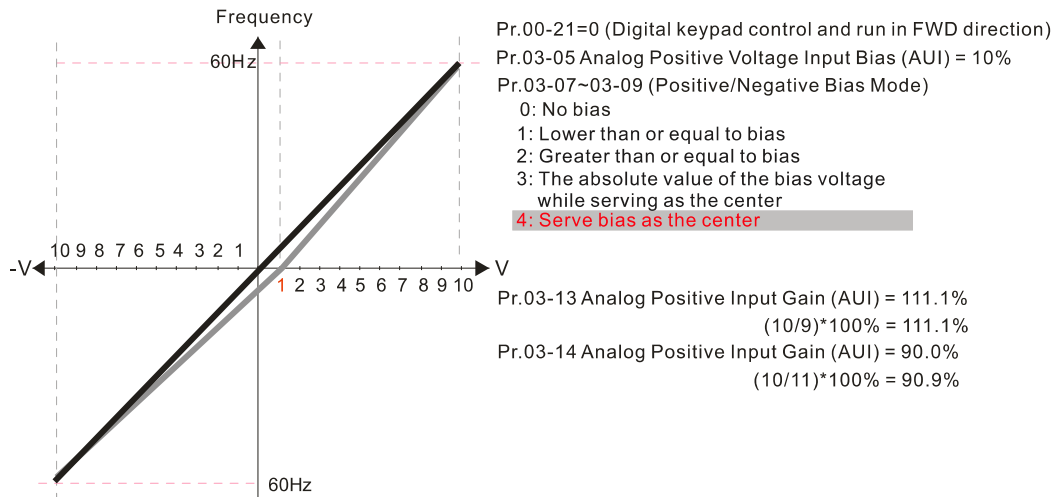 Frequency
60Hz
10 9 8 7 6 5 4 3 2 1
-V
V
1 2 3 4 5 6 7 8 9 10
60Hz
Pr.00-21=0 (Digital keypad control and run in FWD direction)
Pr.03-05 Analog Positive Voltage Input Bias (AUI) = 10%
Pr.03-07~03-09 (Positive/Negative Bias Mode)
0: No bias
1: Lower than or equal to bias
2: Greater than or equal to bias
3: The absolute value of the bias voltage
while serving as the center
4: Serve bias as the center
Pr.03-13 Analog Positive Input Gain (AUI) = 111.1%
(10/9)*100% = 111.1%
Pr.03-14 Analog Positive Input Gain (AUI) = 90.0%
(10/11)*100% = 90.9%